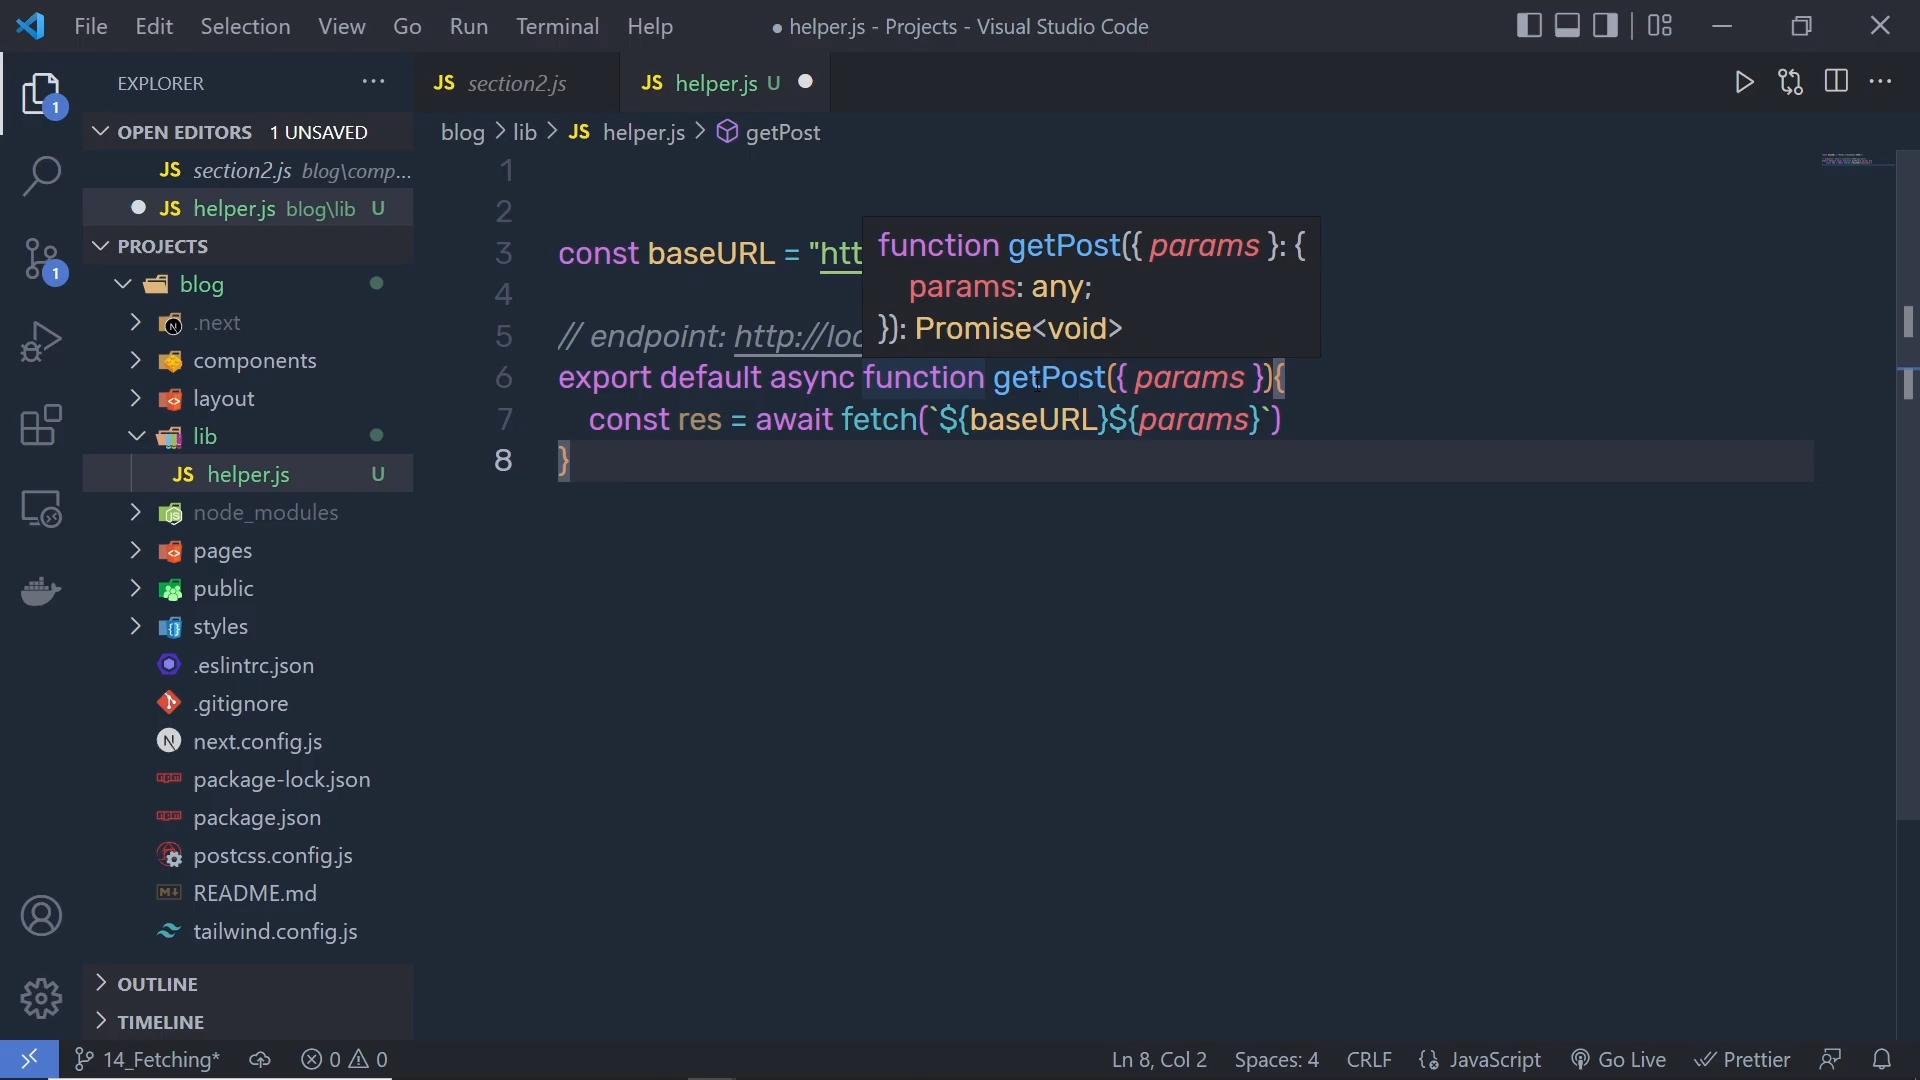 File Edit Selection View Go Run Terminal Help ● helper.js - Projects - Visual Studio Code
EXPLORER ···
JS section2.js JS helper.js U
OPEN EDITORS 1 UNSAVED
blog > lib > JS helper.js > getPost
JS section2.js blog\comp...
JS helper.js blog\lib U
PROJECTS
blog
.next
components
layout
lib
JS helper.js U
node_modules
pages
public
styles
.eslintrc.json
.gitignore
next.config.js
package-lock.json
package.json
postcss.config.js
README.md
tailwind.config.js
OUTLINE
TIMELINE
1
2
3 const baseURL = "htt
4
5 // endpoint: http://loc
6 export default async function getPost({ params }){
7 const res = await fetch(`${baseURL}${params}`)
8 }
function getPost({ params }: {
params: any;
}): Promise<void>
1
1
14_Fetching* 0 0 Ln 8, Col 2 Spaces: 4 CRLF JavaScript Go Live Prettier